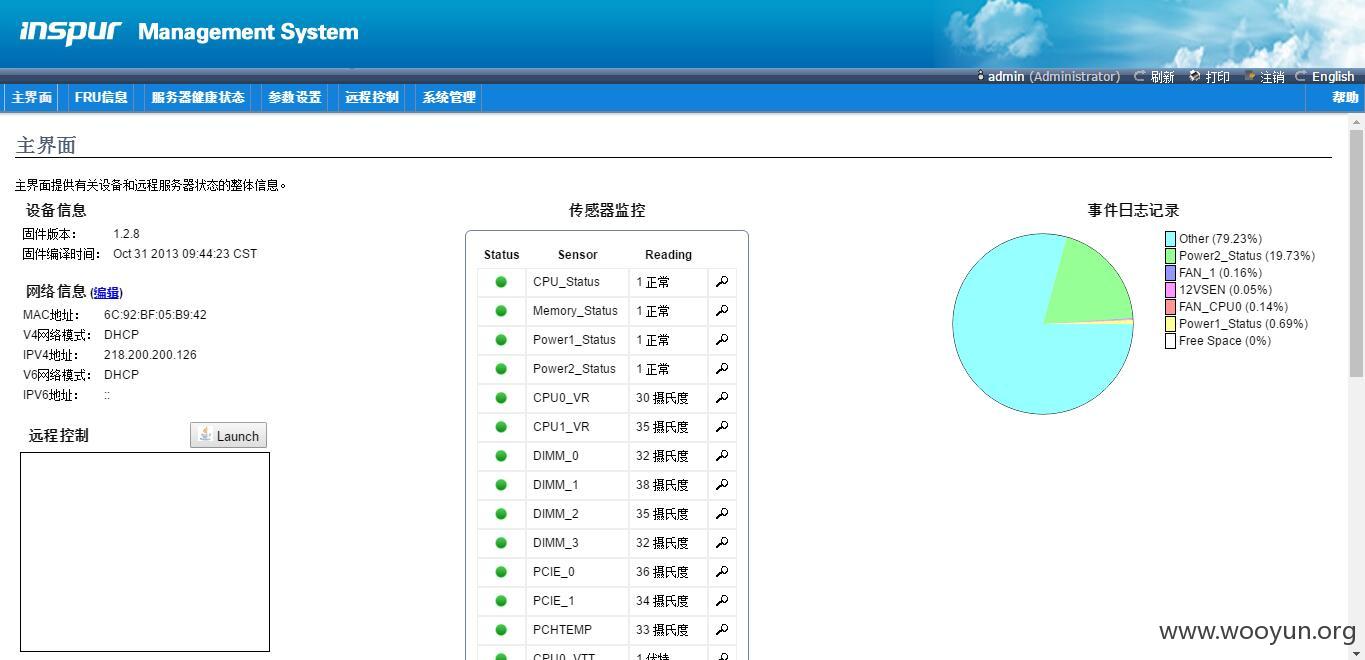 inspur Management System
admin (Administrator) 刷新 打印 注销 English
主界面 FRU信息 服务器健康状态 参数设置 远程控制 系统管理 帮助
主界面
主界面提供有关设备和远程服务器状态的整体信息。
设备信息
固件版本: 1.2.8
固件编译时间: Oct 31 2013 09:44:23 CST
网络信息 (编辑)
MAC地址: 6C:92:BF:05:B9:42
V4网络模式: DHCP
IPV4地址: 218.200.200.126
V6网络模式: DHCP
IPV6地址: ::
远程控制 Launch
传感器监控
Status Sensor Reading
CPU_Status 1 正常
Memory_Status 1 正常
Power1_Status 1 正常
Power2_Status 1 正常
CPU0_VR 30 摄氏度
CPU1_VR 35 摄氏度
DIMM_0 32 摄氏度
DIMM_1 38 摄氏度
DIMM_2 35 摄氏度
DIMM_3 32 摄氏度
PCIE_0 36 摄氏度
PCIE_1 34 摄氏度
PCHTEMP 33 摄氏度
CPU0_VTT 1 伏特
事件日志记录
Other (79.23%)
Power2_Status (19.73%)
FAN_1 (0.16%)
12VSEN (0.05%)
FAN_CPU0 (0.14%)
Power1_Status (0.69%)
Free Space (0%)
www.wooyun.org